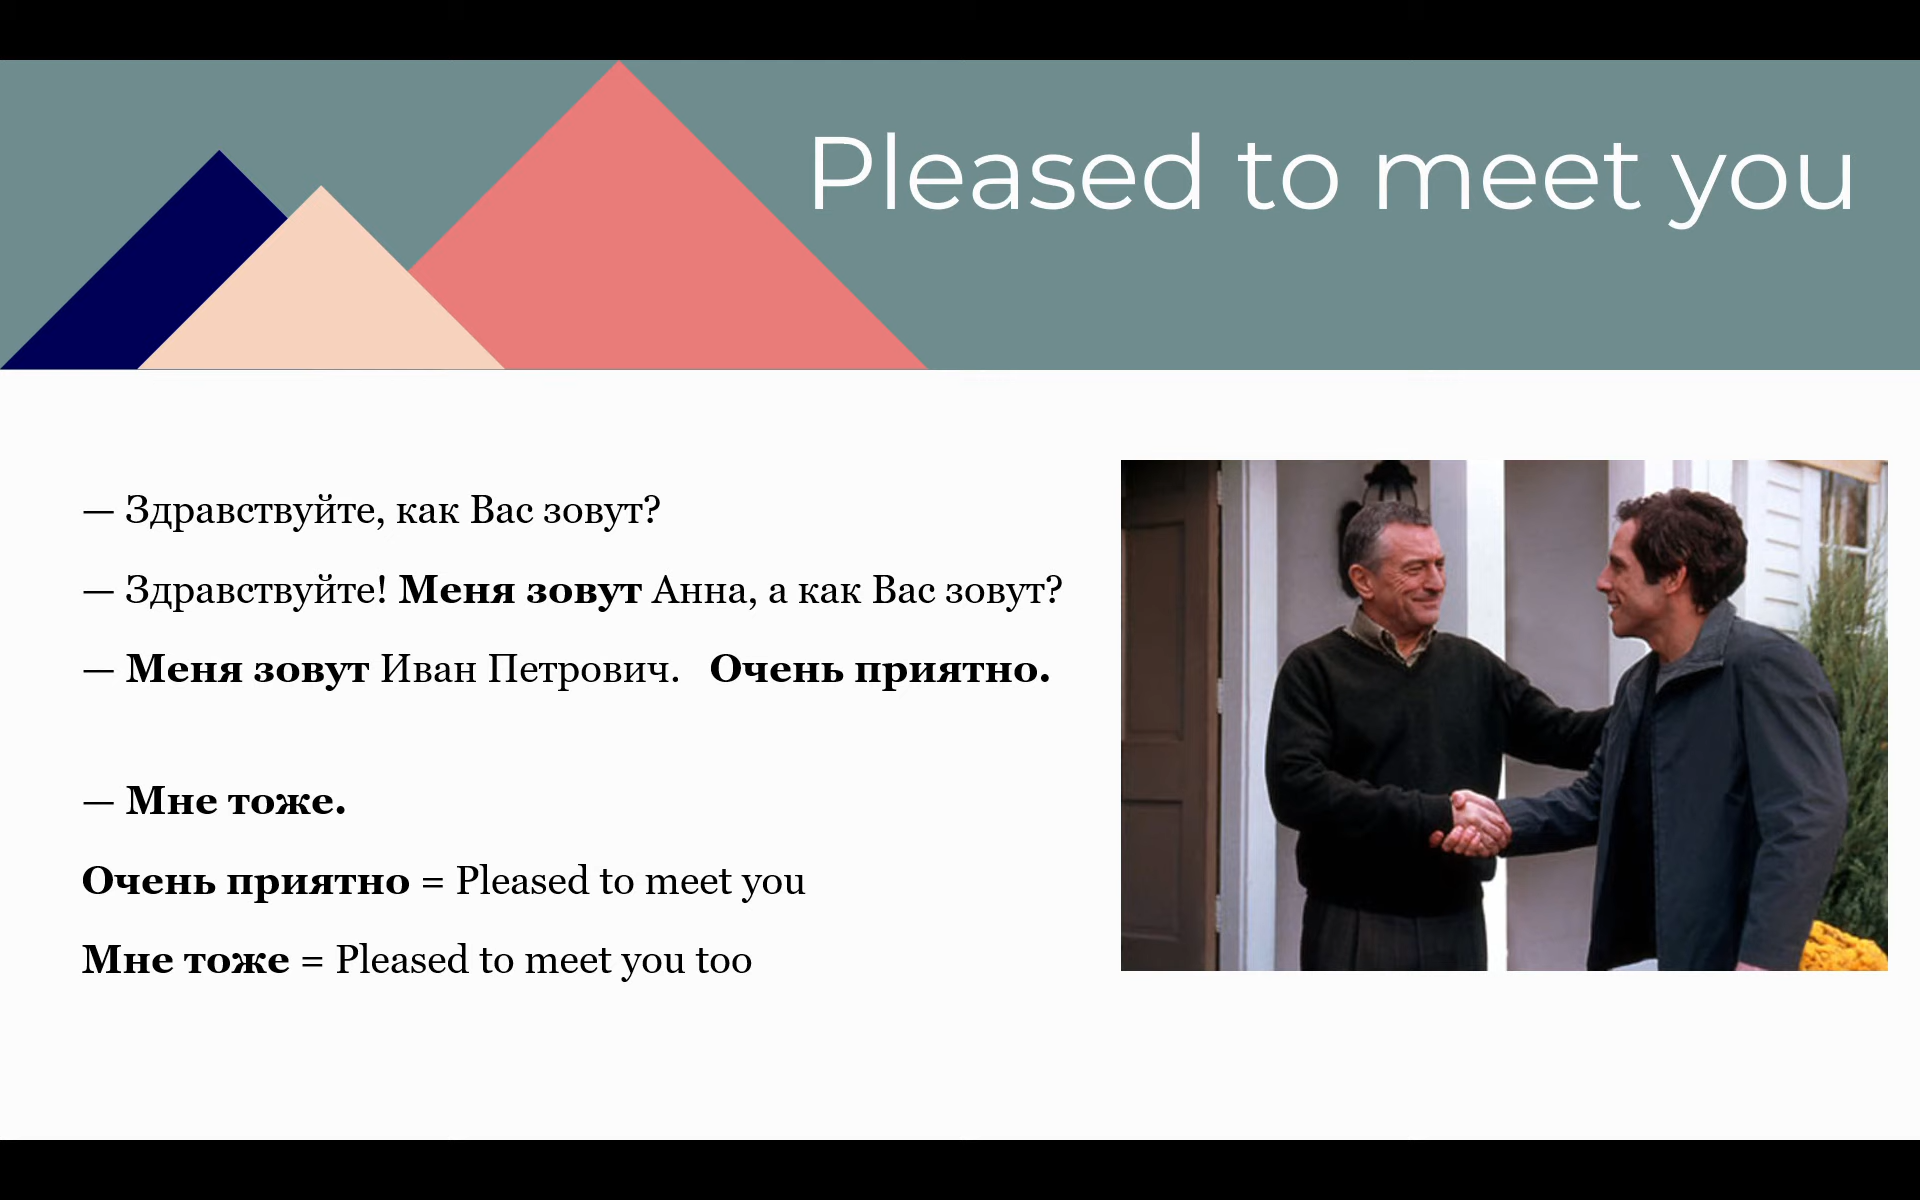 Pleased to meet you
— Здравствуйте, как Вас зовут?
— Здравствуйте! Меня зовут Анна, а как Вас зовут?
— Меня зовут Иван Петрович. Очень приятно.
— Мне тоже.
Очень приятно = Pleased to meet you
Мне тоже = Pleased to meet you too